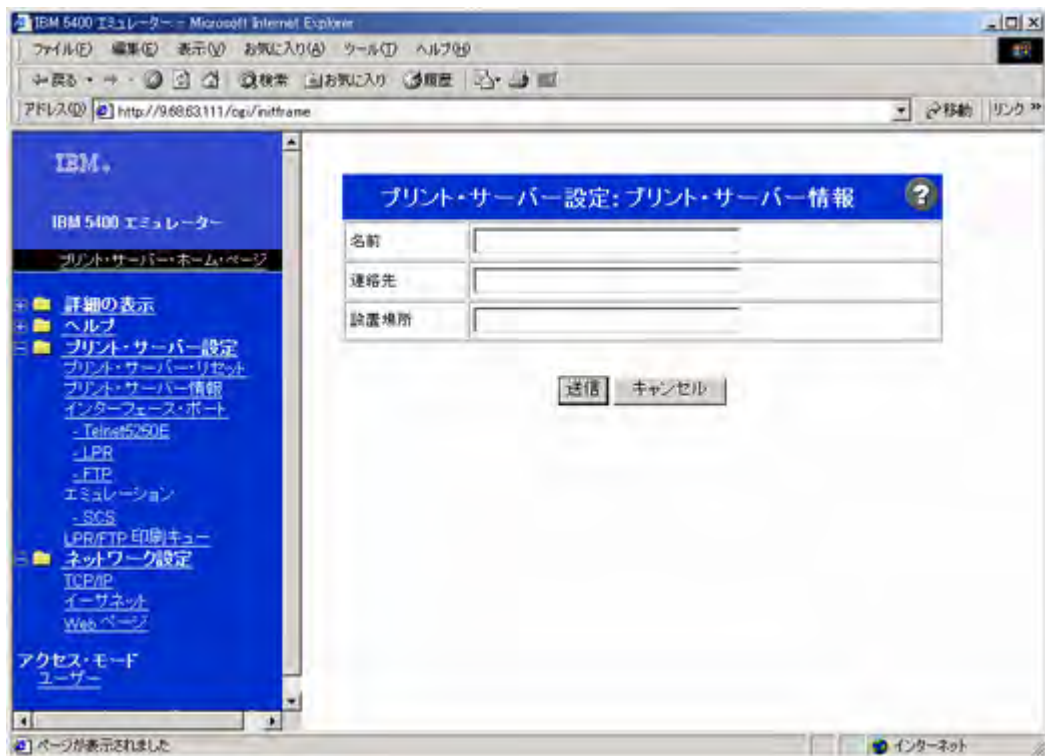 IBM 5400 エミュレーター - Microsoft Internet Explorer
ファイル(F) 編集(E) 表示(V) お気に入り(A) ツール(T) ヘルプ(H)
戻る 検索 お気に入り 履歴
アドレス(D) http://9.68.63.111/cgi/initframe 移動 リンク »
IBM®
IBM 5400 エミュレーター
プリント・サーバー・ホーム・ページ
詳細の表示
ヘルプ
プリント・サーバー設定
プリント・サーバー・リセット
プリント・サーバー情報
インターフェース・ポート
- Telnet5250E
- LPR
- FTP
エミュレーション
- SCS
LPR/FTP 印刷キュー
ネットワーク設定
TCP/IP
イーサネット
Web ページ
アクセス・モード
ユーザー
プリント・サーバー設定: プリント・サーバー情報 ?
名前
連絡先
設置場所
送信 キャンセル
ページが表示されました インターネット